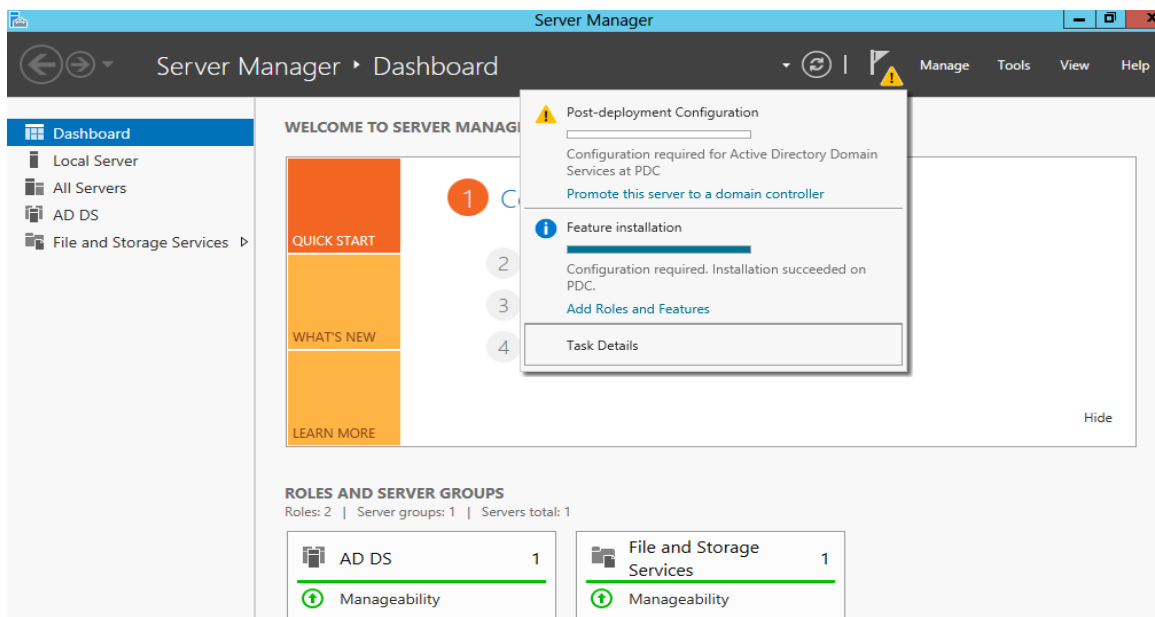 Server Manager
Server Manager ‣ Dashboard
Manage Tools View Help
Dashboard
Local Server
All Servers
AD DS
File and Storage Services
WELCOME TO SERVER
QUICK START
WHAT'S NEW
LEARN MORE
1
2
3
4
Post-deployment Configuration
Configuration required for Active Directory Domain
Services at PDC
Promote this server to a domain controller
Feature installation
Configuration required. Installation succeeded on
PDC.
Add Roles and Features
Task Details
Hide
ROLES AND SERVER GROUPS
Roles: 2 | Server groups: 1 | Servers total: 1
AD DS 1
Manageability
File and Storage
Services 1
Manageability